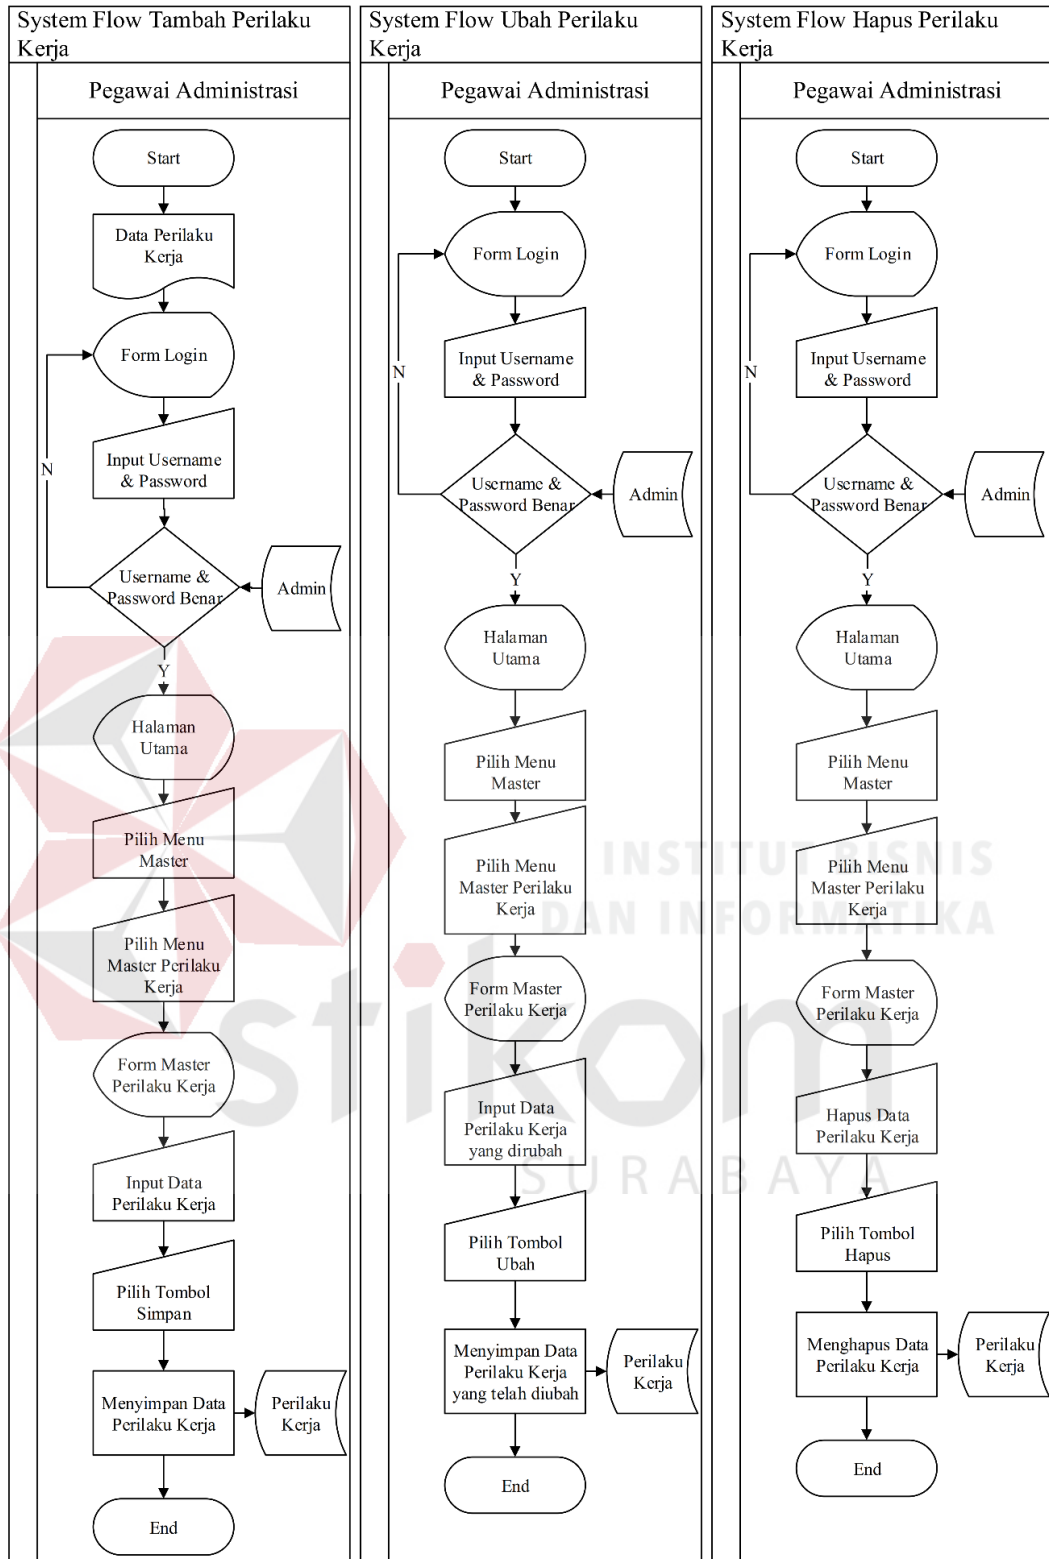 System Flow Tambah Perilaku
Kerja
Pegawai Administrasi
Start
Data Perilaku
Kerja
Form Login
Input Username
& Password
N
Username &
Password Benar
Admin
Y
Halaman
Utama
Pilih Menu
Master
Pilih Menu
Master Perilaku
Kerja
Form Master
Perilaku Kerja
Input Data
Perilaku Kerja
Pilih Tombol
Simpan
Menyimpan Data
Perilaku Kerja
Perilaku
Kerja
End
System Flow Ubah Perilaku
Kerja
Pegawai Administrasi
Start
Form Login
Input Username
& Password
N
Username &
Password Benar
Admin
Y
Halaman
Utama
Pilih Menu
Master
Pilih Menu
Master Perilaku
Kerja
Form Master
Perilaku Kerja
Input Data
Perilaku Kerja
yang dirubah
Pilih Tombol
Ubah
Menyimpan Data
Perilaku Kerja
yang telah diubah
Perilaku
Kerja
End
System Flow Hapus Perilaku
Kerja
Pegawai Administrasi
Start
Form Login
Input Username
& Password
N
Username &
Password Benar
Admin
Y
Halaman
Utama
Pilih Menu
Master
Pilih Menu
Master Perilaku
Kerja
Form Master
Perilaku Kerja
Hapus Data
Perilaku Kerja
Pilih Tombol
Hapus
Menghapus Data
Perilaku Kerja
Perilaku
Kerja
End
INSTITUT BISNIS
DAN INFORMATIKA
stikom
SURABAYA